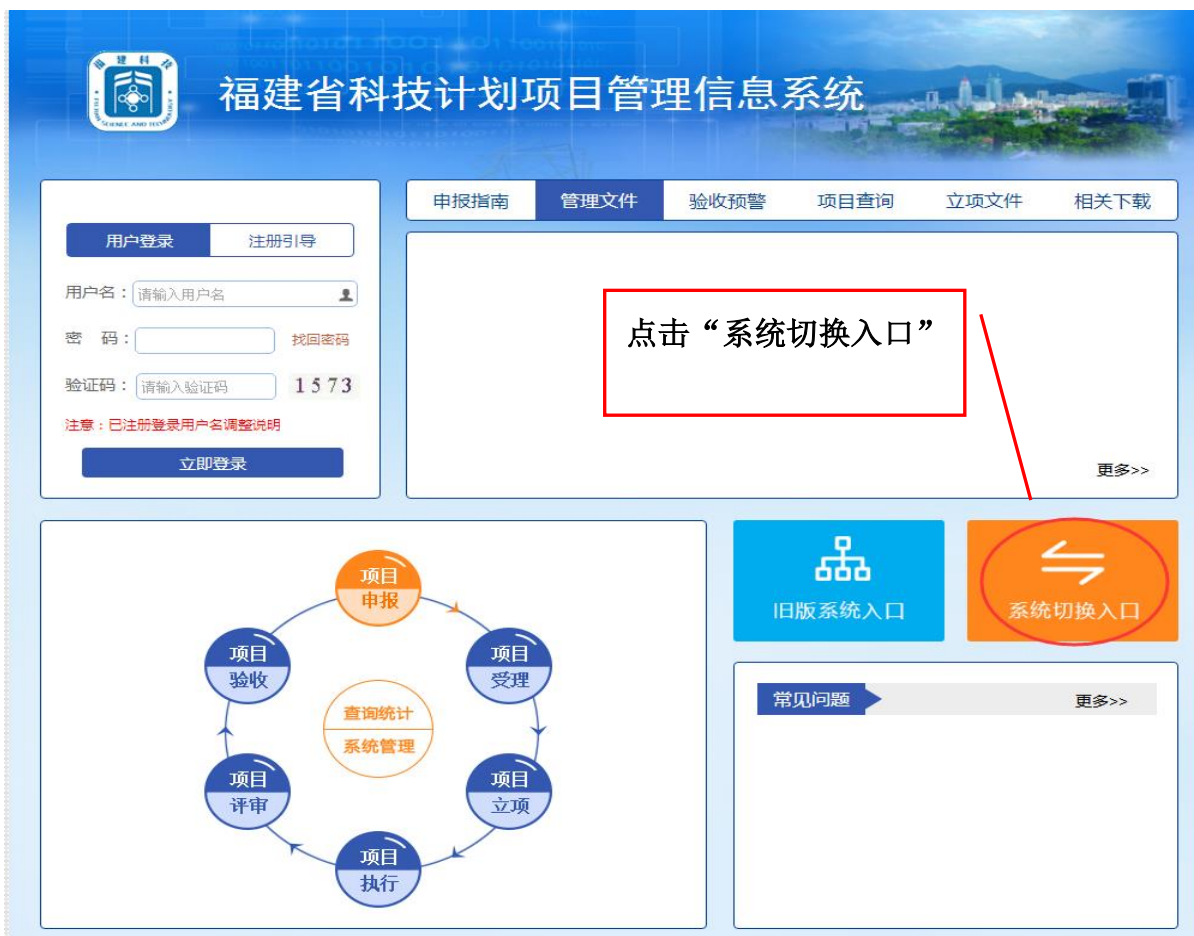 福建科技
SCIENCE AND TECHNOLOGY
福建省科技计划项目管理信息系统
申报指南 管理文件 验收预警 项目查询 立项文件 相关下载
用户登录 注册引导
用户名：请输入用户名
密 码： 找回密码
验证码：请输入验证码 1573
注意：已注册登录用户名调整说明
立即登录
点击“系统切换入口”
更多>>
项目
申报
项目
受理
项目
立项
项目
执行
项目
评审
项目
验收
查询统计
系统管理
旧版系统入口
系统切换入口
常见问题 更多>>